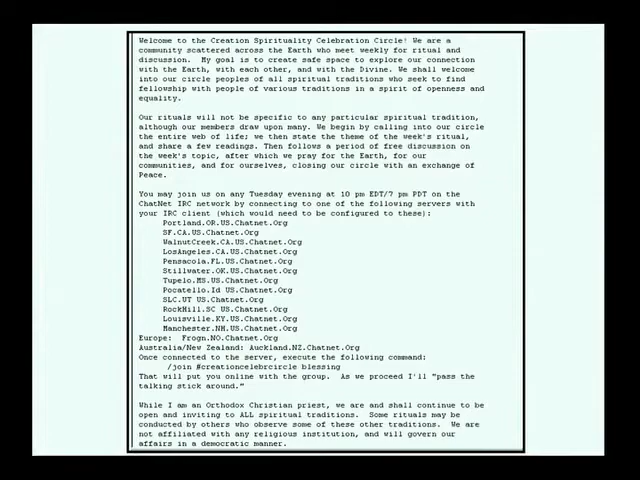 Welcome to the Creation Spirituality Celebration Circle! We are a
community scattered across the Earth who meet weekly for ritual and
discussion.  My goal is to create safe space to explore our connection
with the Earth, with each other, and with the Divine. We shall welcome
into our circle peoples of all spiritual traditions who seek to find
fellowship with people of various traditions in a spirit of openness and
equality.
Our rituals will not be specific to any particular spiritual tradition,
although our members draw upon many. We begin by calling into our circle
the entire web of life; we then state the theme of the week's ritual,
and share a few readings. Then follows a period of free discussion on
the week's topic, after which we pray for the Earth, for our
communities, and for ourselves, closing our circle with an exchange of
Peace.
You may join us on any Tuesday evening at 10 pm EDT/7 pm PDT on the
ChatNet IRC network by connecting to one of the following servers with
your IRC client (which would need to be configured to these):
Portland.OR.US.Chatnet.Org
SF.CA.US.Chatnet.Org
WalnutCreek.CA.US.Chatnet.Org
LosAngeles.CA.US.Chatnet.Org
Pensacola.FL.US.Chatnet.Org
Stillwater.OK.US.Chatnet.Org
Tupelo.MS.US.Chatnet.Org
Pocatello.Id US.Chatnet.Org
SLC.UT US.Chatnet.Org
RockHill.SC US.Chatnet.Org
Louisville.KY.US.Chatnet.Org
Manchester.NH.US.Chatnet.Org
Europe:  Frogn.NO.Chatnet.Org
Australia/New Zealand: Auckland.NZ.Chatnet.Org
Once connected to the server, execute the following command:
/join #creationcelebrcircle blessing
That will put you online with the group.  As we proceed I'll "pass the
talking stick around."
While I am an Orthodox Christian priest, we are and shall continue to be
open and inviting to ALL spiritual traditions.  Some rituals may be
conducted by others who observe some of these other traditions.  We are
not affiliated with any religious institution, and will govern our
affairs in a democratic manner.